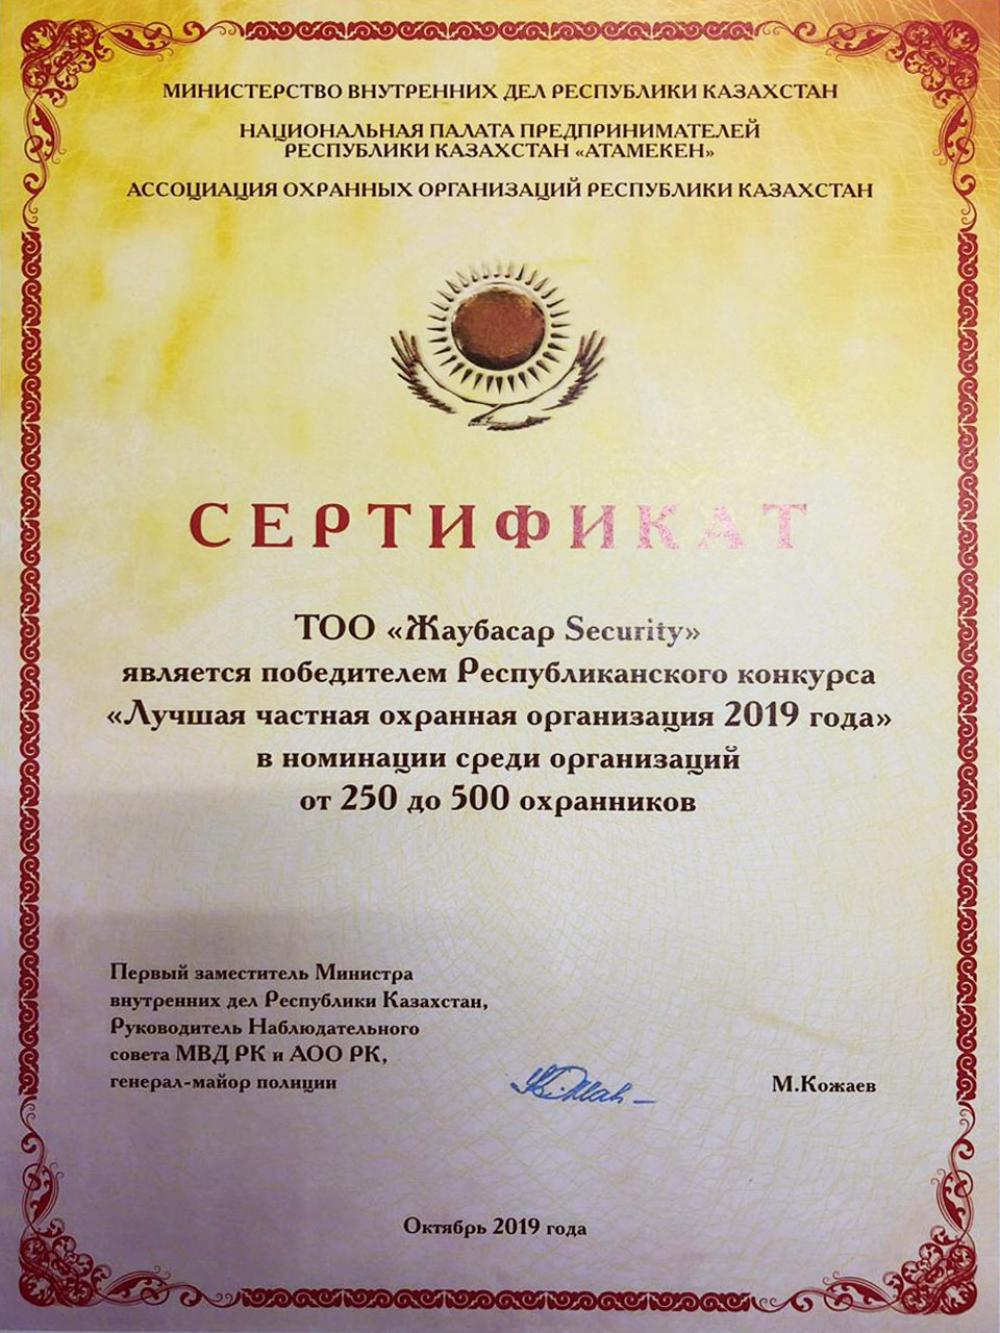 МИНИСТЕРСТВО ВНУТРЕННИХ ДЕЛ РЕСПУБЛИКИ КАЗАХСТАН
НАЦИОНАЛЬНАЯ ПАЛАТА ПРЕДПРИНИМАТЕЛЕЙ
РЕСПУБЛИКИ КАЗАХСТАН «АТАМЕКЕН»
АССОЦИАЦИЯ ОХРАННЫХ ОРГАНИЗАЦИЙ РЕСПУБЛИКИ КАЗАХСТАН
СЕРТИФИКАТ
ТОО «Жаубасар Security»
является победителем Республиканского конкурса
«Лучшая частная охранная организация 2019 года»
в номинации среди организаций
от 250 до 500 охранников
Первый заместитель Министра
внутренних дел Республики Казахстан,
Руководитель Наблюдательного
совета МВД РК и АОО РК,
генерал-майор полиции
М.Кожаев
Октябрь 2019 года